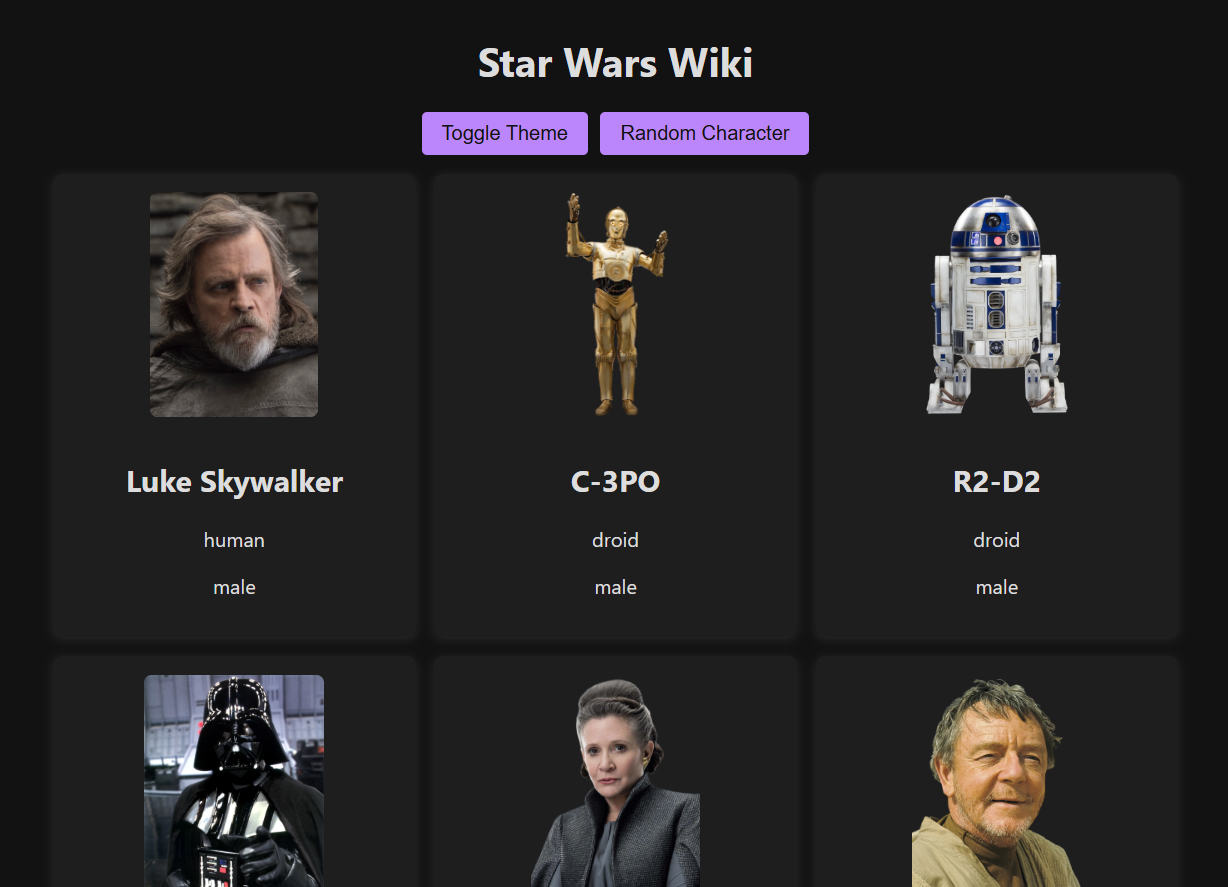 Star Wars Wiki
Toggle Theme Random Character
Luke Skywalker
human
male
C-3PO
droid
male
R2-D2
droid
male